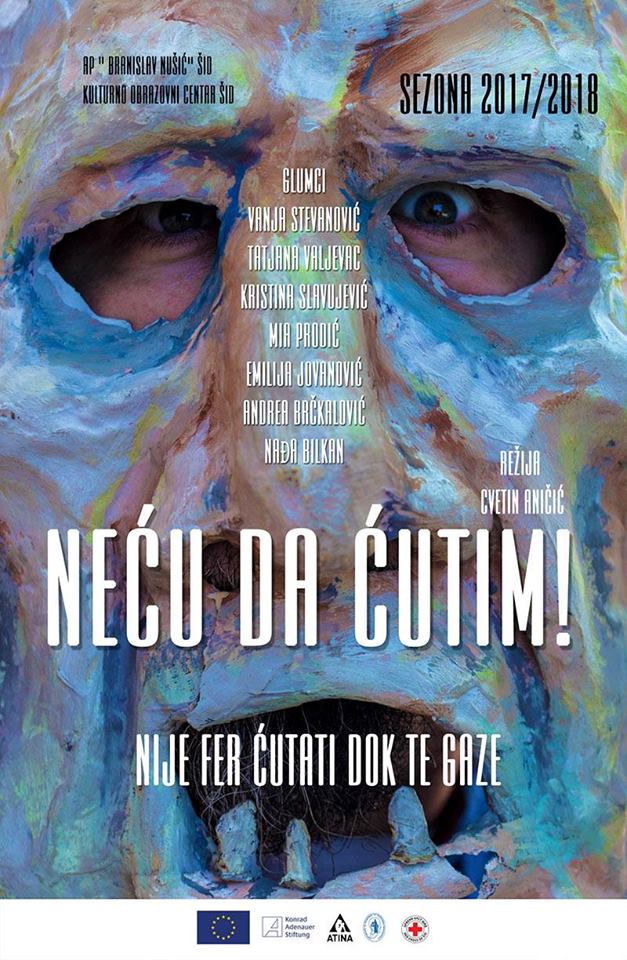 AP " BRANISLAV NUŠIĆ" ŠID
KULTURNO OBRAZOVNI CENTAR ŠID
SEZONA 2017/2018
GLUMCI
VANJA STEVANOVIĆ
TATJANA VALJEVAC
KRISTINA SLAVUJEVIĆ
MIA PRODIĆ
EMILIJA JOVANOVIĆ
ANDREA BAČKALOVIĆ
NAĐA BILKAN
REŽIJA
CVETIN ANIČIĆ
NEĆU DA ĆUTIM!
NIJE FER ĆUTATI DOK TE GAZE
Konrad
Adenauer
Stiftung
ATINA